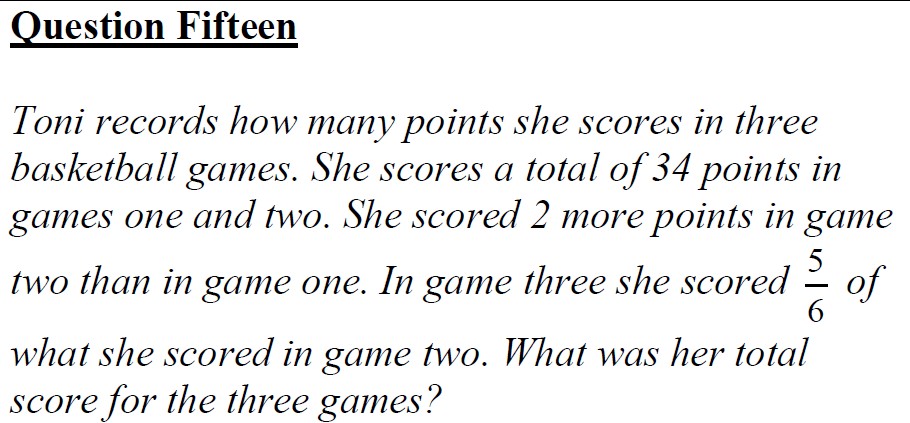 Question Fifteen
Toni records how many points she scores in three
basketball games. She scores a total of 34 points in
games one and two. She scored 2 more points in game
two than in game one. In game three she scored 5/6 of
what she scored in game two. What was her total
score for the three games?